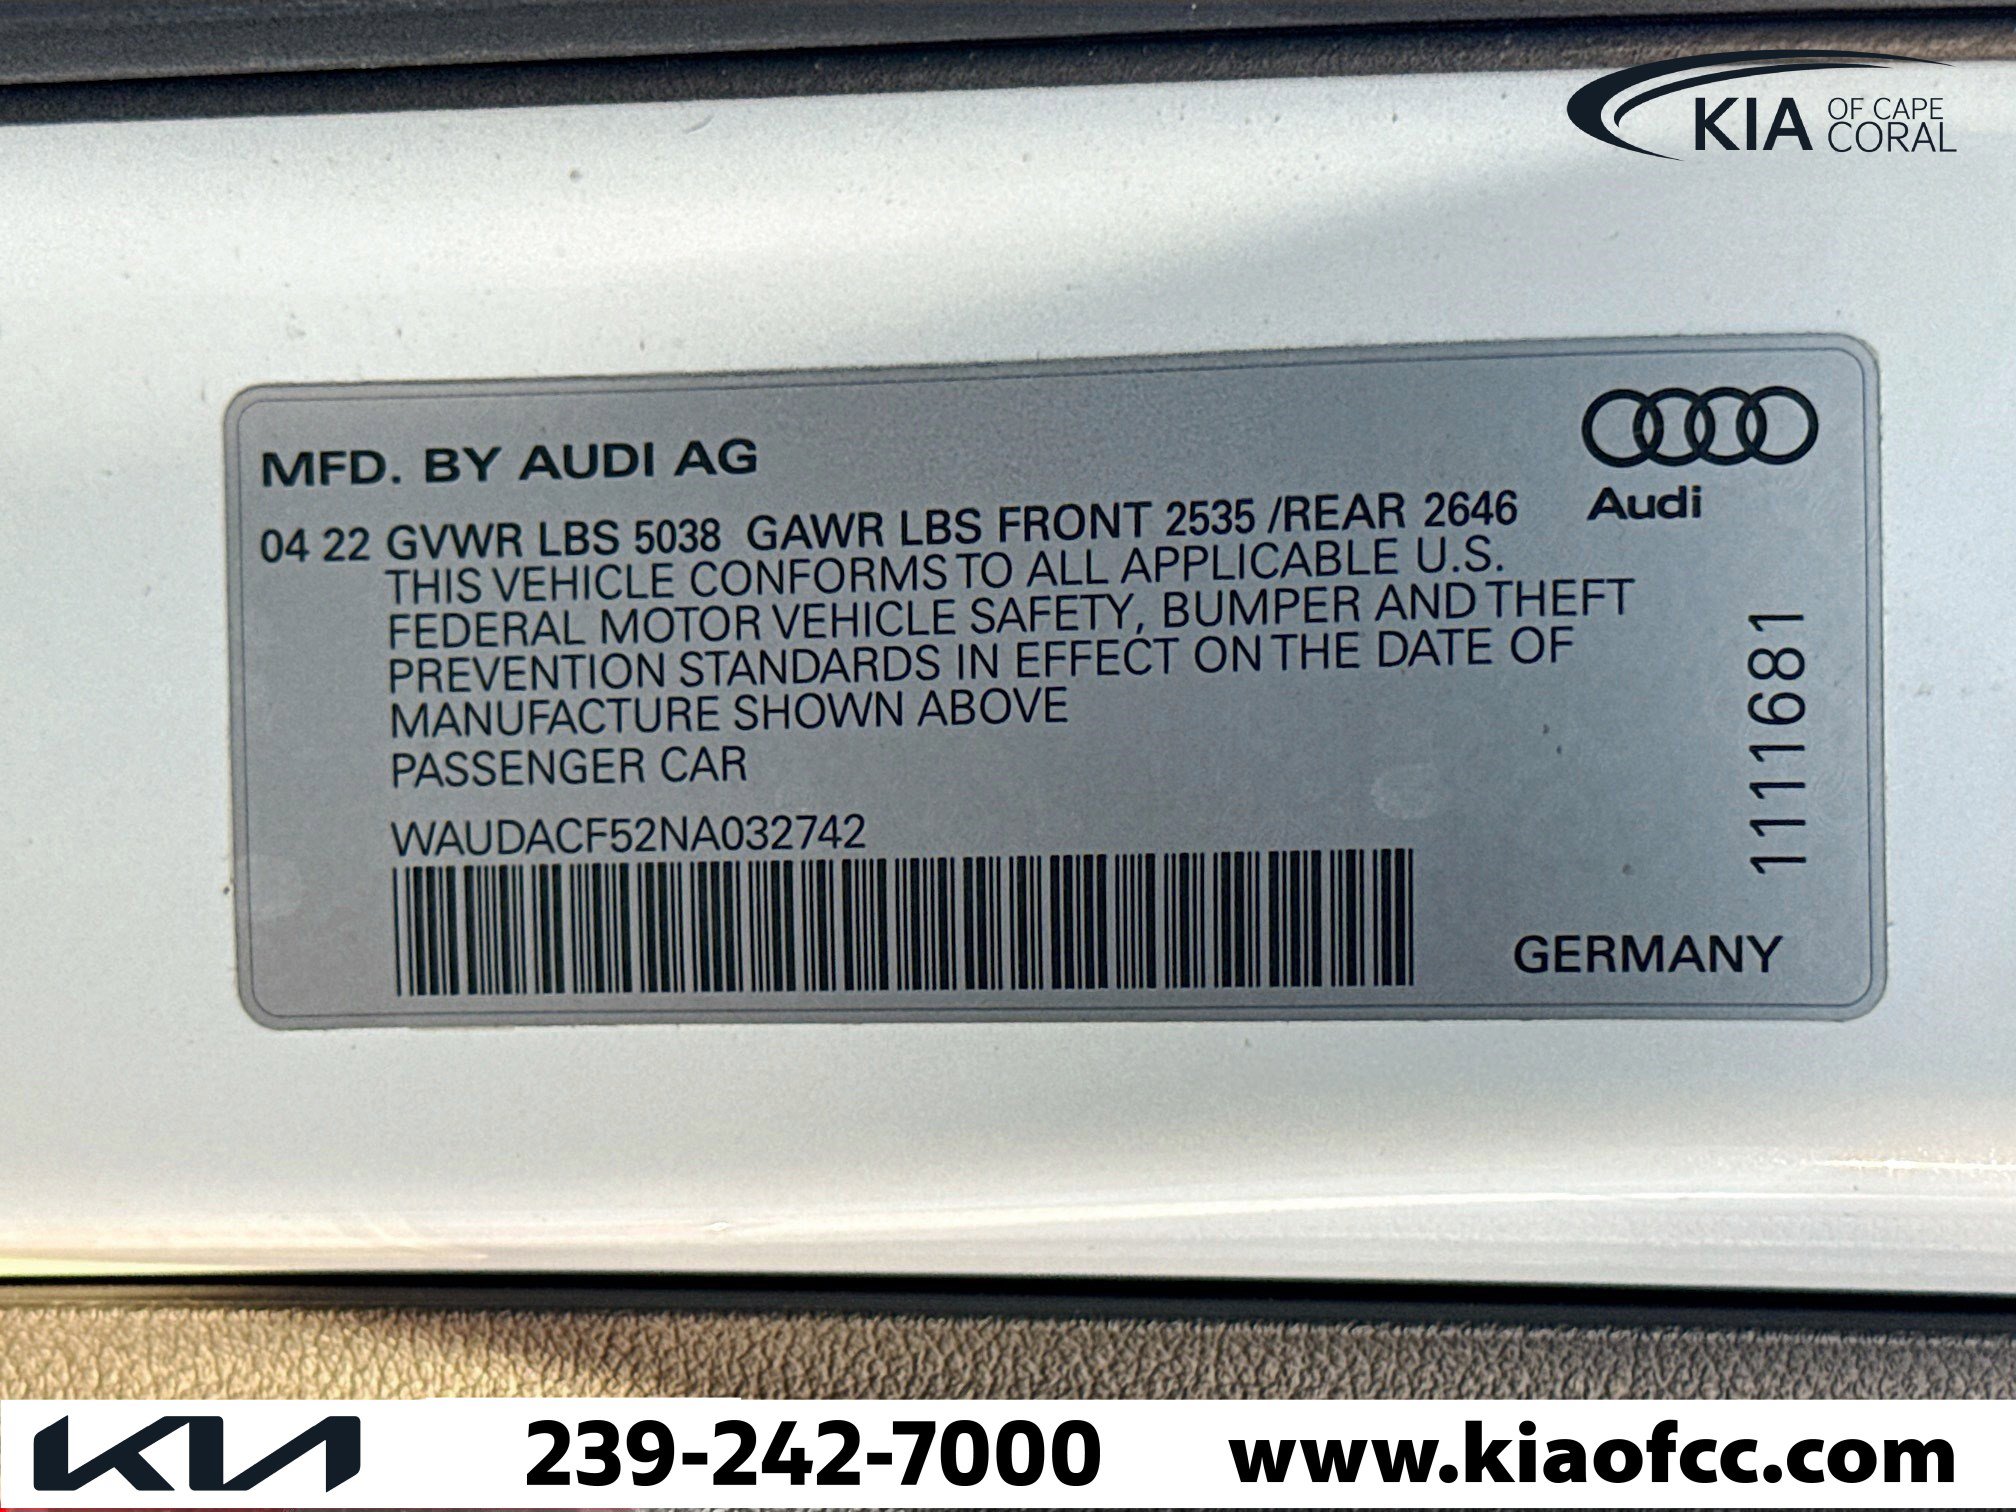 KIA OF CAPE CORAL
MFD. BY AUDI AG
Audi
04 22 GVWR LBS 5038 GAWR LBS FRONT 2535 /REAR 2646
THIS VEHICLE CONFORMS TO ALL APPLICABLE U.S.
FEDERAL MOTOR VEHICLE SAFETY, BUMPER AND THEFT
PREVENTION STANDARDS IN EFFECT ON THE DATE OF
MANUFACTURE SHOWN ABOVE
PASSENGER CAR
WAUDACF52NA032742
1111681
GERMANY
KIA
239-242-7000
www.kiaofcc.com